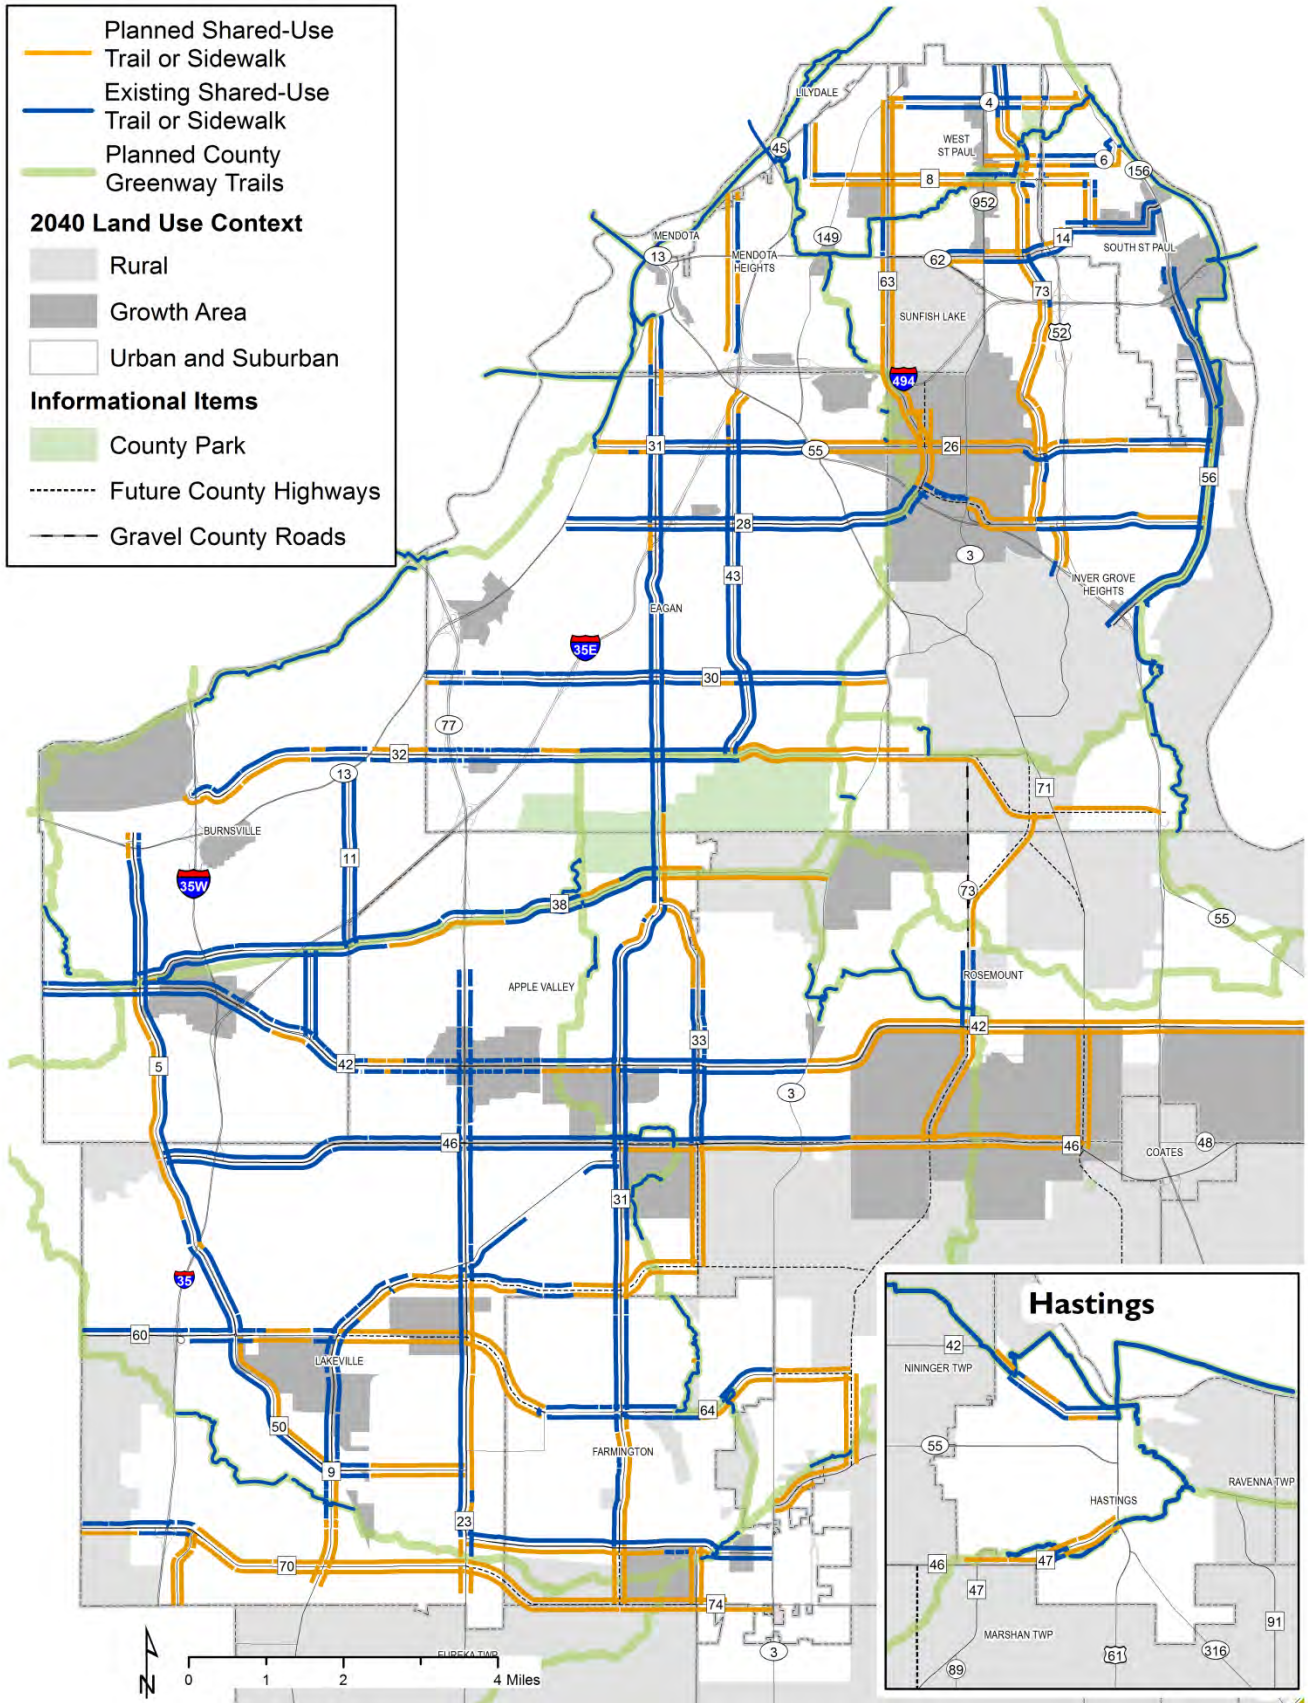 Planned Shared-Use
Trail or Sidewalk
Existing Shared-Use
Trail or Sidewalk
Planned County
Greenway Trails
2040 Land Use Context
Rural
Growth Area
Urban and Suburban
Informational Items
County Park
Future County Highways
Gravel County Roads
LILYDALE
4
45
WEST
ST PAUL
6
156
8
952
149
14
MENDOTA
SOUTH ST PAUL
13
MENDOTA
HEIGHTS
62
63
73
SUNFISH LAKE
52
494
31
55
26
56
28
3
43
INVER GROVE
HEIGHTS
EAGAN
35E
30
77
32
13
71
BURNSVILLE
11
35W
73
38
55
ROSEMOUNT
APPLE VALLEY
42
33
5
42
3
46
46
48
COATES
31
35
60
LAKEVILLE
64
50
FARMINGTON
9
23
70
74
3
EUREKA TWP
N
0
1
2
4 Miles
Hastings
42
NININGER TWP
55
RAVENNA TWP
HASTINGS
46
47
47
91
MARSHAN TWP
61
316
89